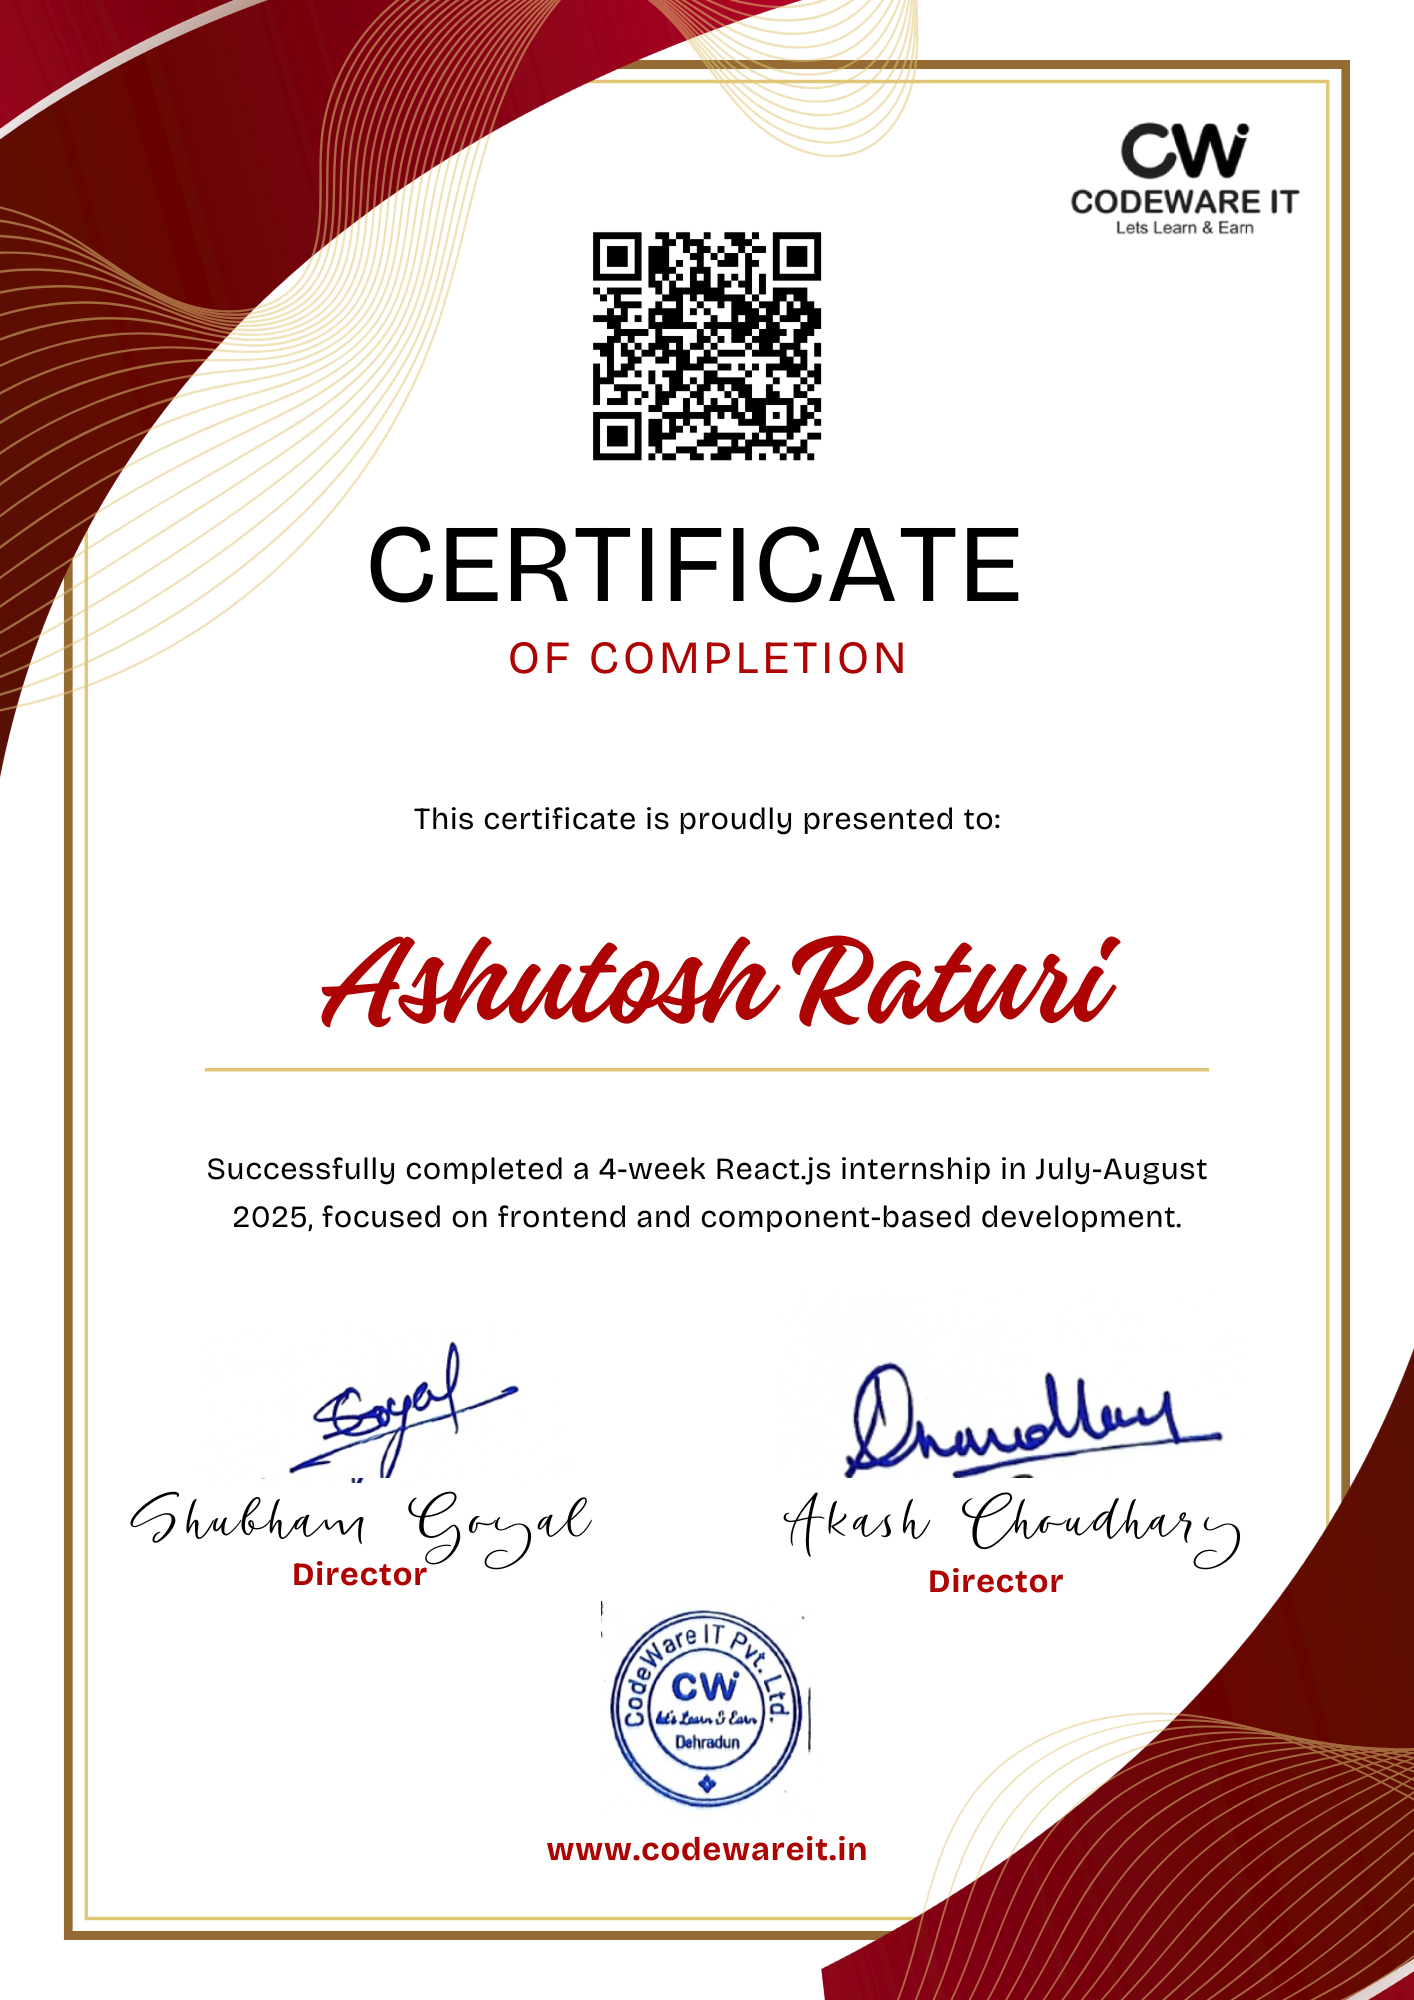 CWi
CODEWARE IT
Lets Learn & Earn
CERTIFICATE
OF COMPLETION
This certificate is proudly presented to:
Ashutosh Raturi
Successfully completed a 4-week React.js internship in July-August
2025, focused on frontend and component-based development.
Goyal
Choudhary
Shubham Goyal
Akash Choudhary
Director
Director
CodeWare IT Pvt. Ltd.
CWi
Let's Learn & Earn
Dehradun
www.codewareit.in